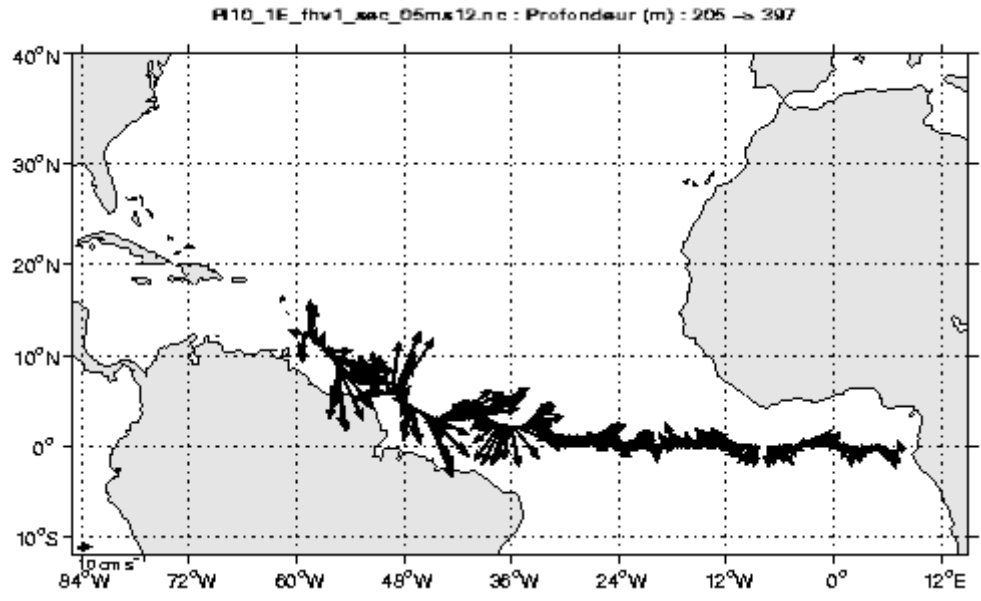 PI10_1E_fhv1_sec_05ms12.nc : Profondeur (m) : 205 -> 397
40°N
30°N
20°N
10°N
0°
10°S
10 cm s⁻¹
84°W 72°W 60°W 48°W 36°W 24°W 12°W 0° 12°E